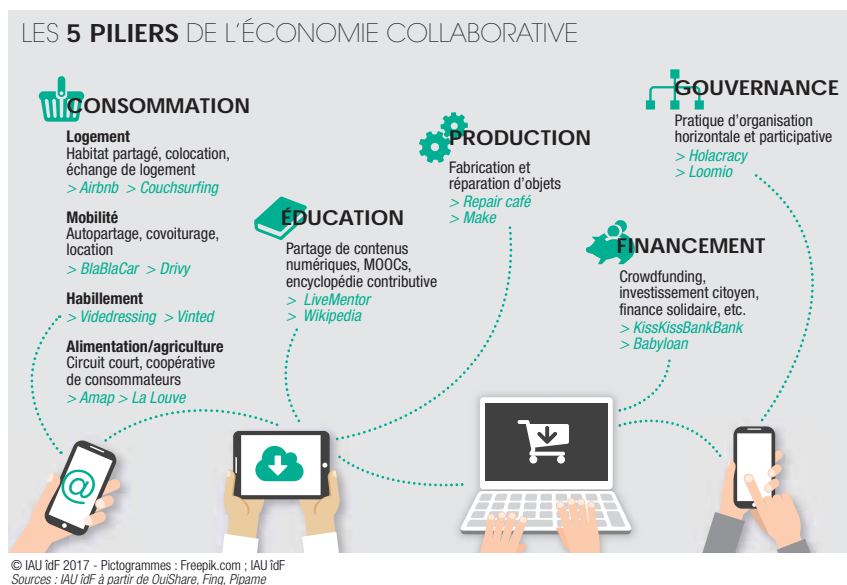 LES 5 PILIERS DE L'ÉCONOMIE COLLABORATIVE
CONSOMMATION
Logement
Habitat partagé, colocation,
échange de logement
> Airbnb > Couchsurfing
Mobilité
Autopartage, covoiturage,
location
> BlaBlaCar > Drivy
Habillement
> Videdressing > Vinted
Alimentation/agriculture
Circuit court, coopérative
de consommateurs
> Amap > La Louve
ÉDUCATION
Partage de contenus
numériques, MOOCs,
encyclopédie contributive
> LiveMentor
> Wikipedia
PRODUCTION
Fabrication et
réparation d'objets
> Repair café
> Make
GOUVERNANCE
Pratique d'organisation
horizontale et participative
> Holacracy
> Loomio
FINANCEMENT
Crowdfunding,
investissement citoyen,
finance solidaire, etc.
> KissKissBankBank
> Babyloan
@
© IAU îdF 2017 - Pictogrammes : Freepik.com ; IAU îdF
Sources : IAU îdF à partir de OuiShare, Fing, Pipame